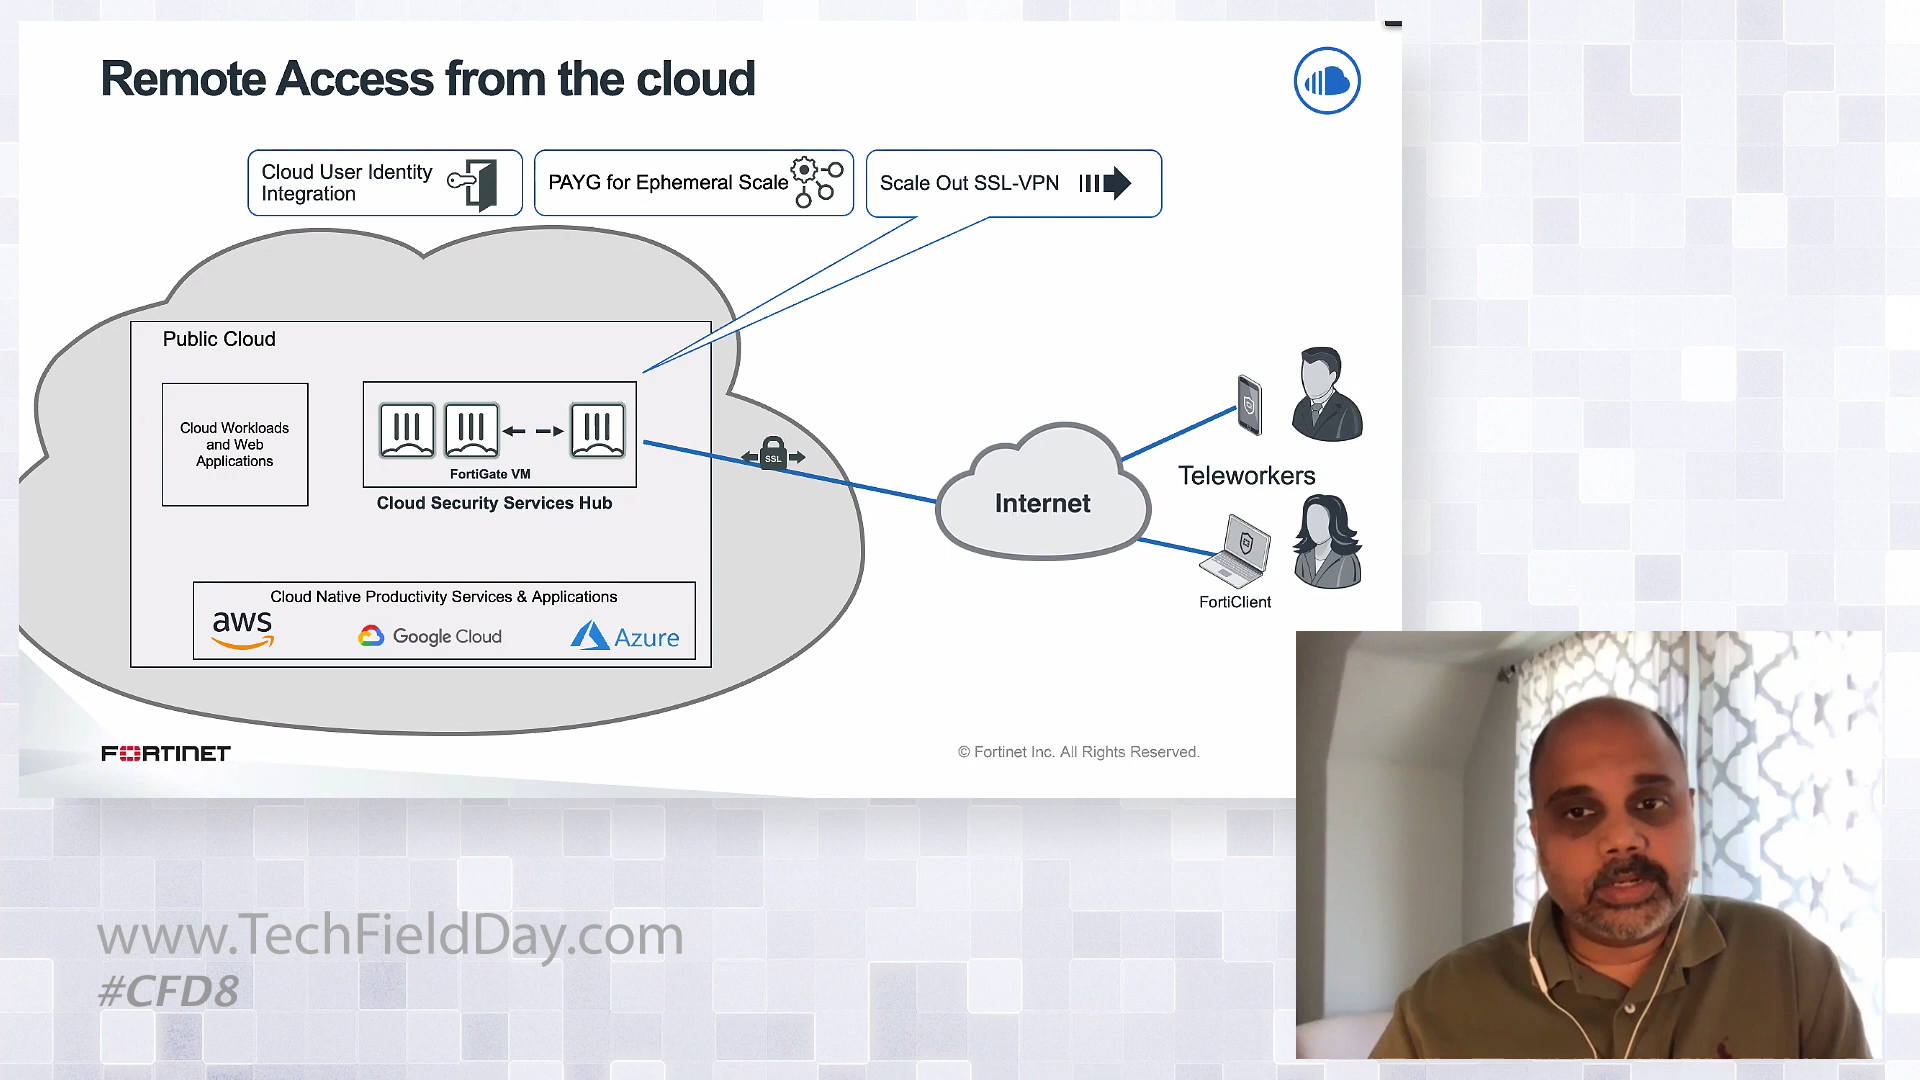 Remote Access from the cloud
Cloud User Identity
Integration
PAYG for Ephemeral Scale
Scale Out SSL-VPN
Public Cloud
Cloud Workloads
and Web
Applications
FortiGate VM
Cloud Security Services Hub
SSL
Internet
Teleworkers
FortiClient
Cloud Native Productivity Services & Applications
aws
Google Cloud
Azure
FORTINET
© Fortinet Inc. All Rights Reserved.
www.TechFieldDay.com
#CFD8